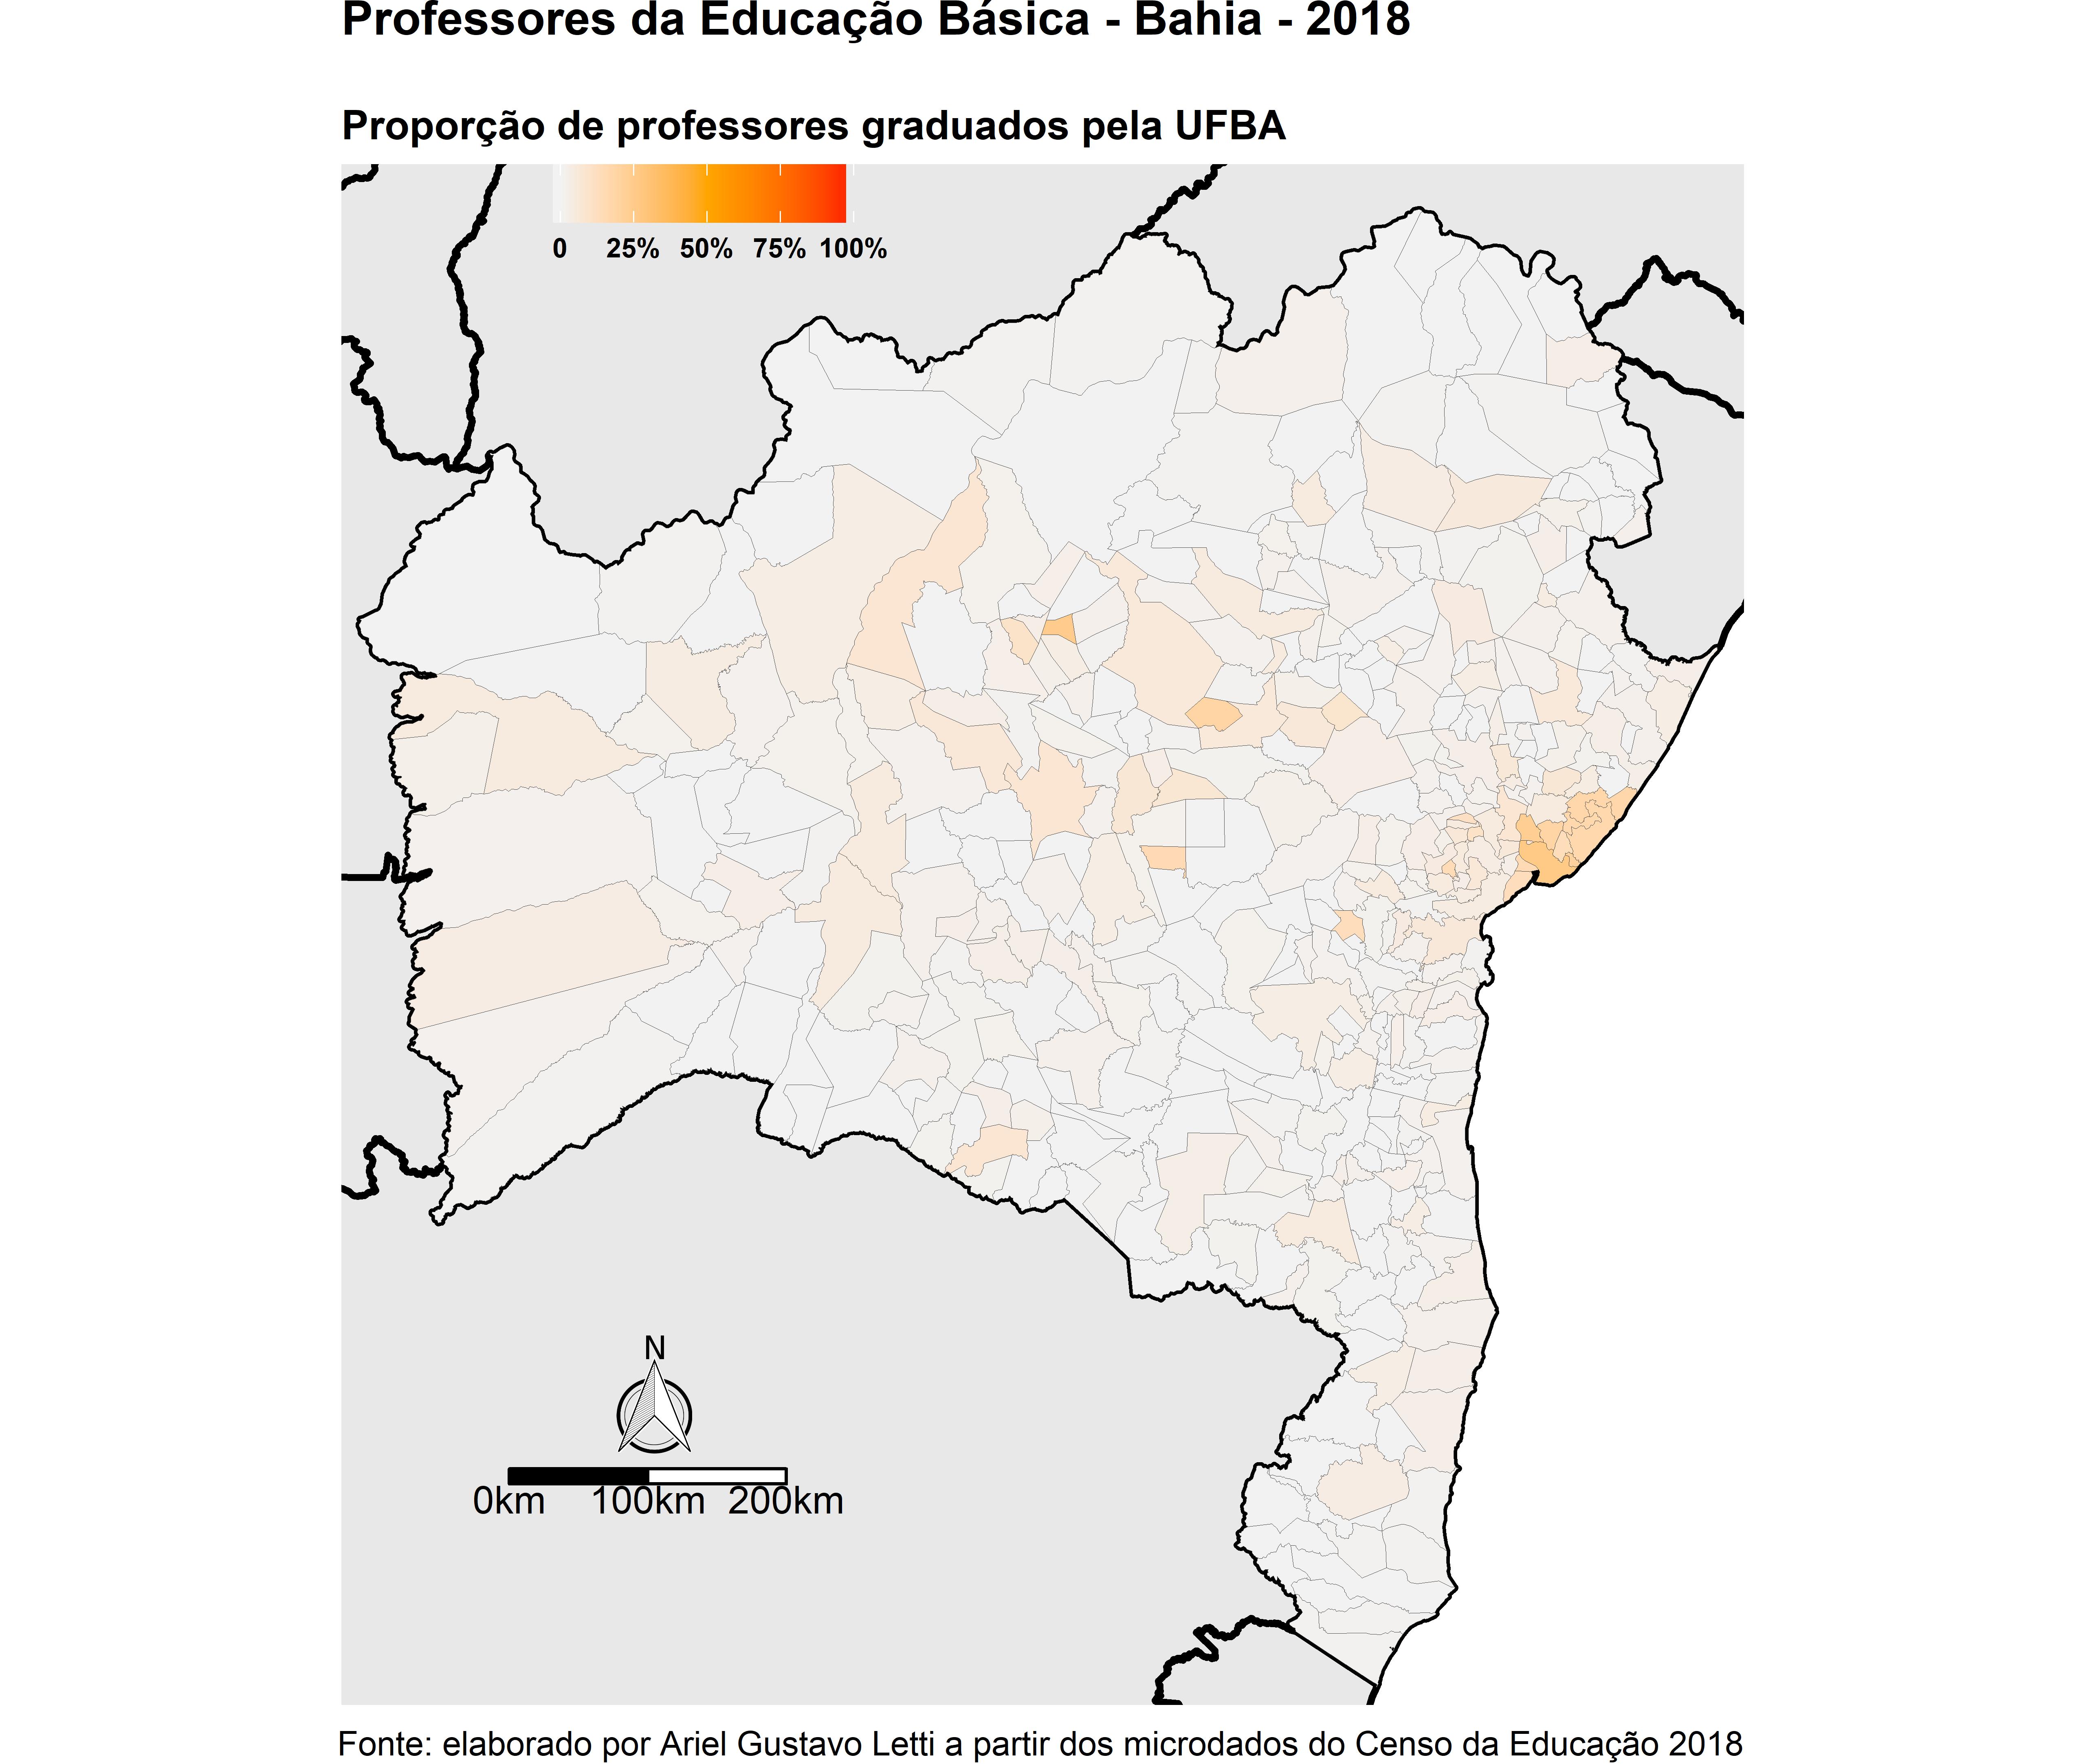 Professores da Educação Básica - Bahia - 2018
Proporção de professores graduados pela UFBA
0 25% 50% 75% 100%
N
0km 100km 200km
Fonte: elaborado por Ariel Gustavo Letti a partir dos microdados do Censo da Educação 2018